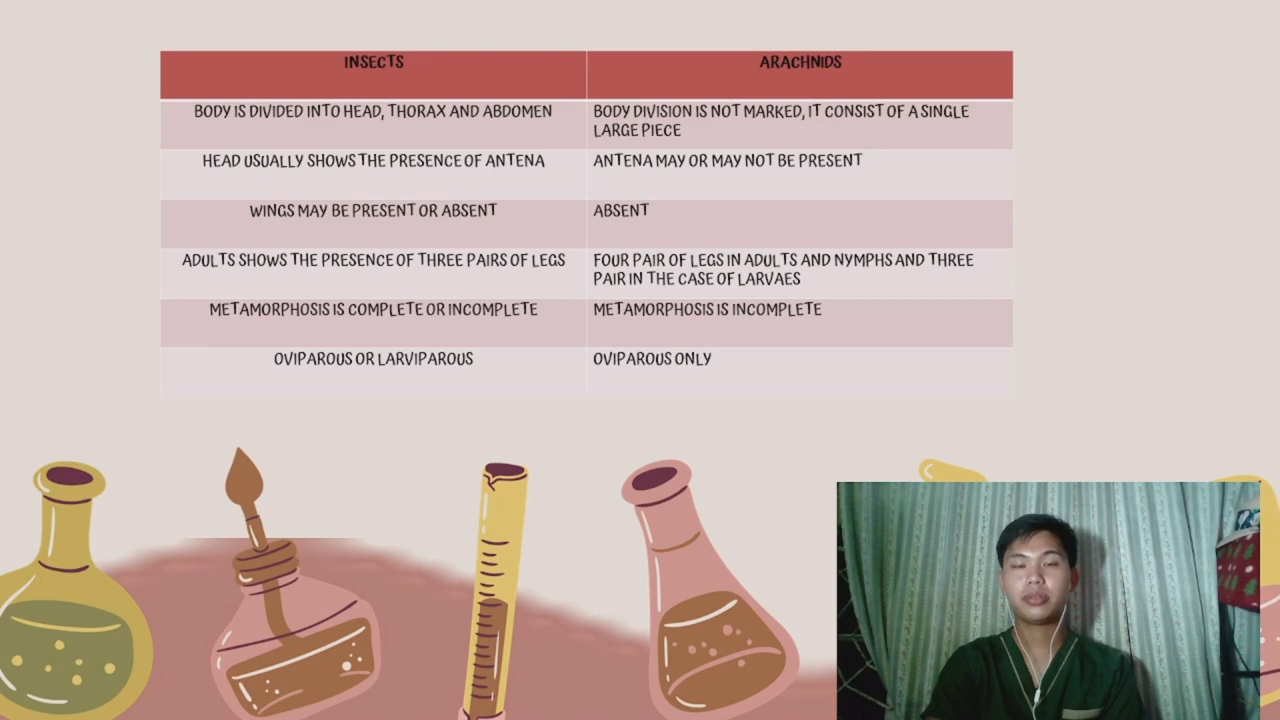 INSECTS
ARACHNIDS
BODY IS DIVIDED INTO HEAD, THORAX AND ABDOMEN
BODY DIVISION IS NOT MARKED, IT CONSIST OF A SINGLE
LARGE PIECE
HEAD USUALLY SHOWS THE PRESENCE OF ANTENA
ANTENA MAY OR MAY NOT BE PRESENT
WINGS MAY BE PRESENT OR ABSENT
ABSENT
ADULTS SHOWS THE PRESENCE OF THREE PAIRS OF LEGS
FOUR PAIR OF LEGS IN ADULTS AND NYMPHS AND THREE
PAIR IN THE CASE OF LARVAES
METAMORPHOSIS IS COMPLETE OR INCOMPLETE
METAMORPHOSIS IS INCOMPLETE
OVIPAROUS OR LARVIPAROUS
OVIPAROUS ONLY